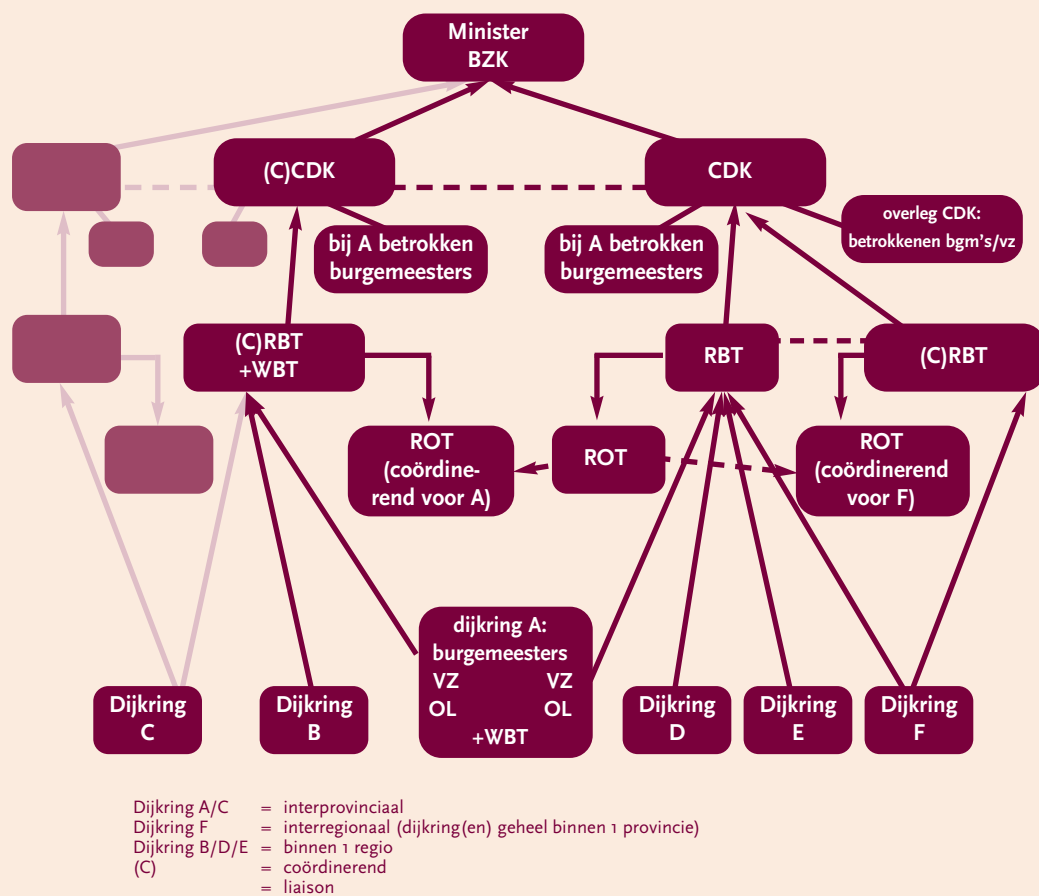 Minister
BZK
(C)CDK
CDK
bij A betrokken
burgemeesters
bij A betrokken
burgemeesters
overleg CDK:
betrokkenen bgm's/vz
(C)RBT
+WBT
RBT
(C)RBT
ROT
(coördine-
rend voor A)
ROT
ROT
(coördinerend
voor F)
dijkring A:
burgemeesters
VZ VZ
OL OL
+WBT
Dijkring
C
Dijkring
B
Dijkring
D
Dijkring
E
Dijkring
F
Dijkring A/C = interprovinciaal
Dijkring F = interregionaal (dijkring(en) geheel binnen 1 provincie)
Dijkring B/D/E = binnen 1 regio
(C) = coördinerend
= liaison